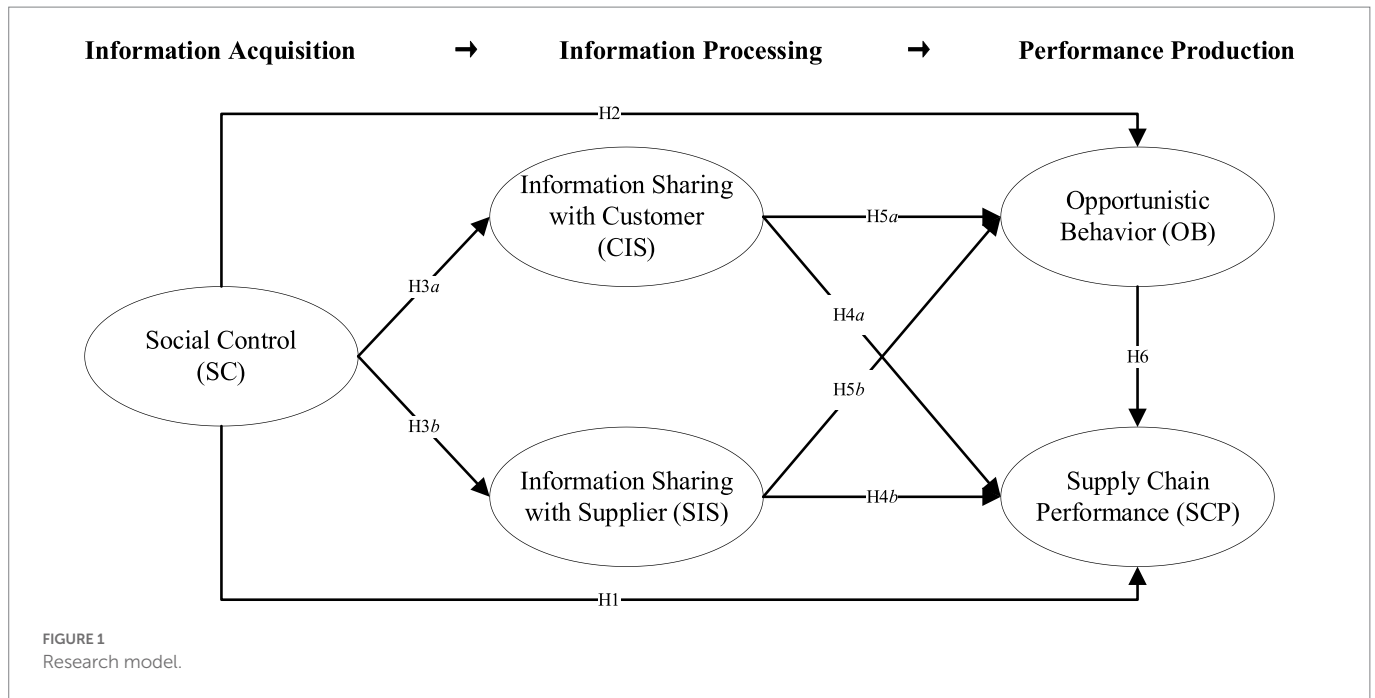 Information Acquisition → Information Processing → Performance Production
H2
Information Sharing
with Customer
(CIS)
Opportunistic
Behavior (OB)
H5a
H3a
H4a
Social Control
(SC)
H6
H5b
H3b
Information Sharing
with Supplier (SIS)
Supply Chain
Performance (SCP)
H4b
H1
FIGURE 1
Research model.